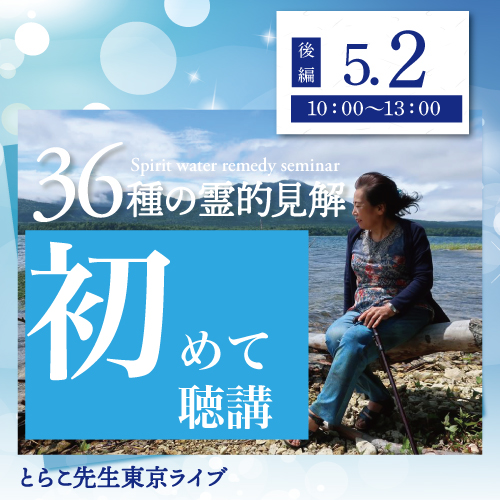 後編
5.2
10：00～13：00
Spirit water remedy seminar
36種の霊的見解
初めて
聴講
とらこ先生東京ライブ